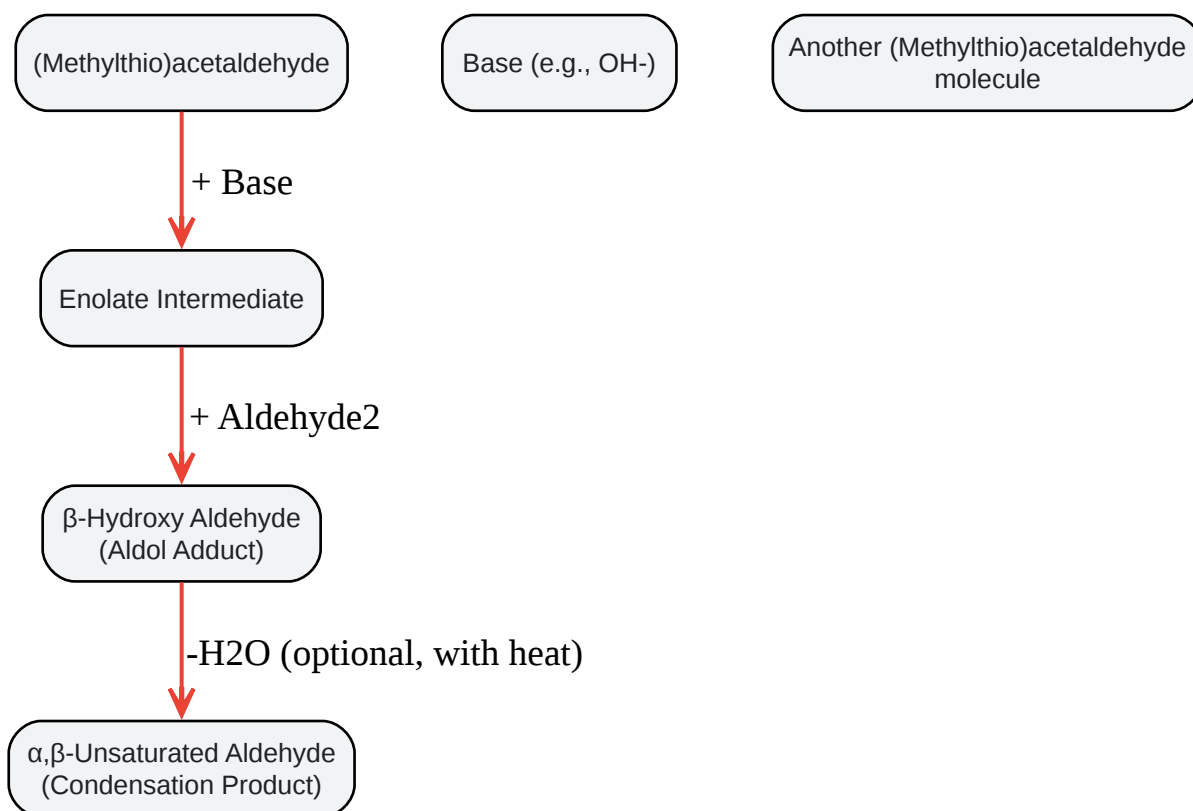 (Methylthio)acetaldehyde
Base (e.g., OH-)
Another (Methylthio)acetaldehyde
molecule
+ Base
Enolate Intermediate
+ Aldehyde2
β-Hydroxy Aldehyde
(Aldol Adduct)
-H2O (optional, with heat)
α,β-Unsaturated Aldehyde
(Condensation Product)